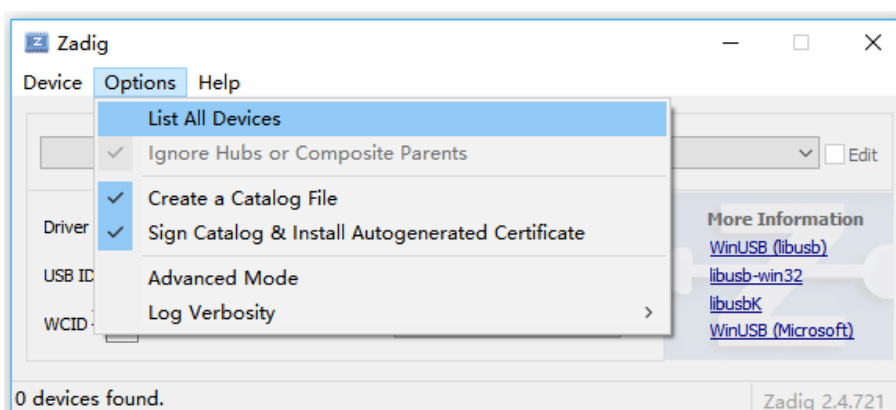 Zadig
Device Options Help
List All Devices
Ignore Hubs or Composite Parents
Edit
Create a Catalog File
Sign Catalog & Install Autogenerated Certificate
Advanced Mode
Log Verbosity
Driver
USB ID
WCID
More Information
WinUSB (libusb)
libusb-win32
libusbK
WinUSB (Microsoft)
0 devices found.
Zadig 2.4.721